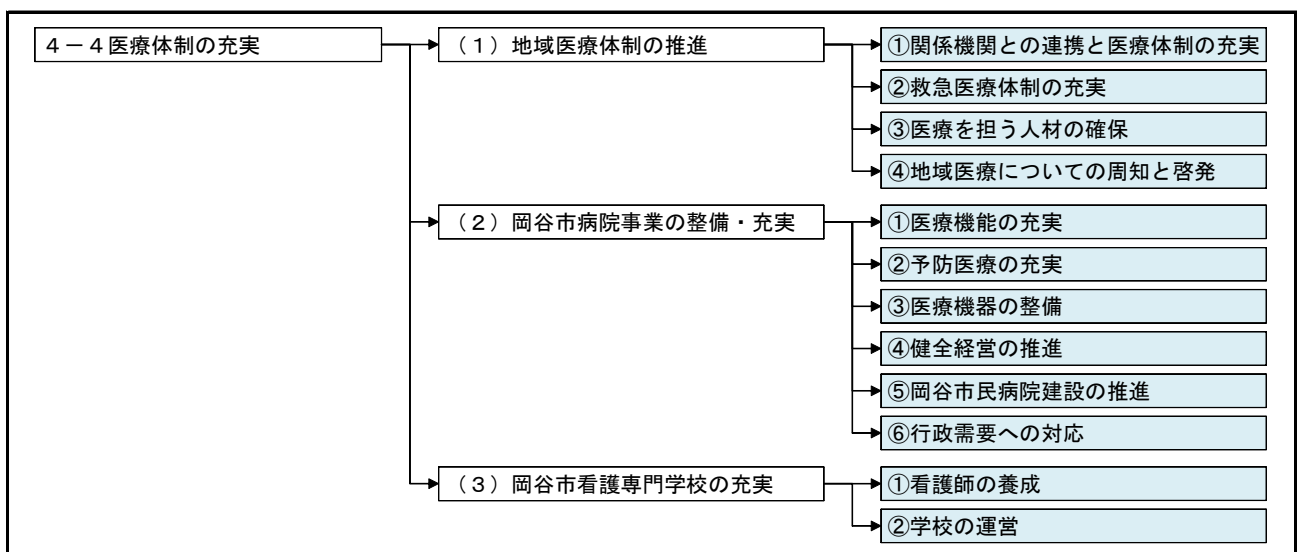 ４－４医療体制の充実
（１）地域医療体制の推進
①関係機関との連携と医療体制の充実
②救急医療体制の充実
③医療を担う人材の確保
④地域医療についての周知と啓発
（２）岡谷市病院事業の整備・充実
①医療機能の充実
②予防医療の充実
③医療機器の整備
④健全経営の推進
⑤岡谷市民病院建設の推進
⑥行政需要への対応
（３）岡谷市看護専門学校の充実
①看護師の養成
②学校の運営